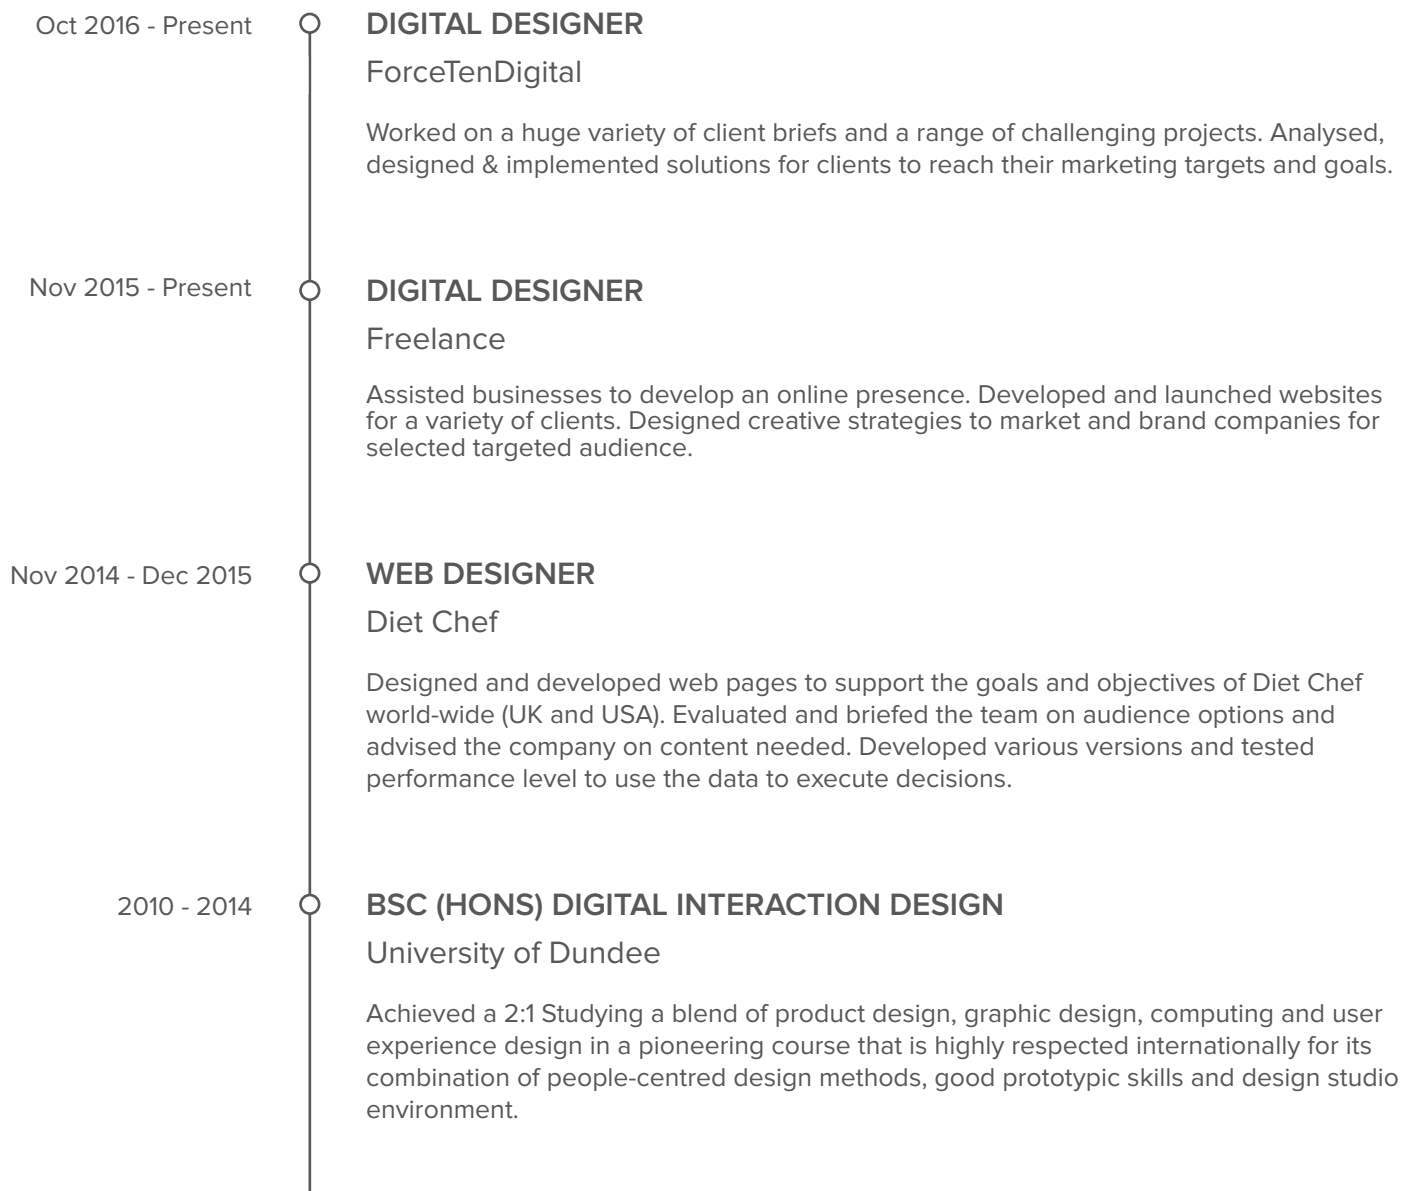 Oct 2016 - Present
DIGITAL DESIGNER
ForceTenDigital
Worked on a huge variety of client briefs and a range of challenging projects. Analysed,
designed & implemented solutions for clients to reach their marketing targets and goals.
Nov 2015 - Present
DIGITAL DESIGNER
Freelance
Assisted businesses to develop an online presence. Developed and launched websites
for a variety of clients. Designed creative strategies to market and brand companies for
selected targeted audience.
Nov 2014 - Dec 2015
WEB DESIGNER
Diet Chef
Designed and developed web pages to support the goals and objectives of Diet Chef
world-wide (UK and USA). Evaluated and briefed the team on audience options and
advised the company on content needed. Developed various versions and tested
performance level to use the data to execute decisions.
2010 - 2014
BSC (HONS) DIGITAL INTERACTION DESIGN
University of Dundee
Achieved a 2:1 Studying a blend of product design, graphic design, computing and user
experience design in a pioneering course that is highly respected internationally for its
combination of people-centred design methods, good prototypic skills and design studio
environment.